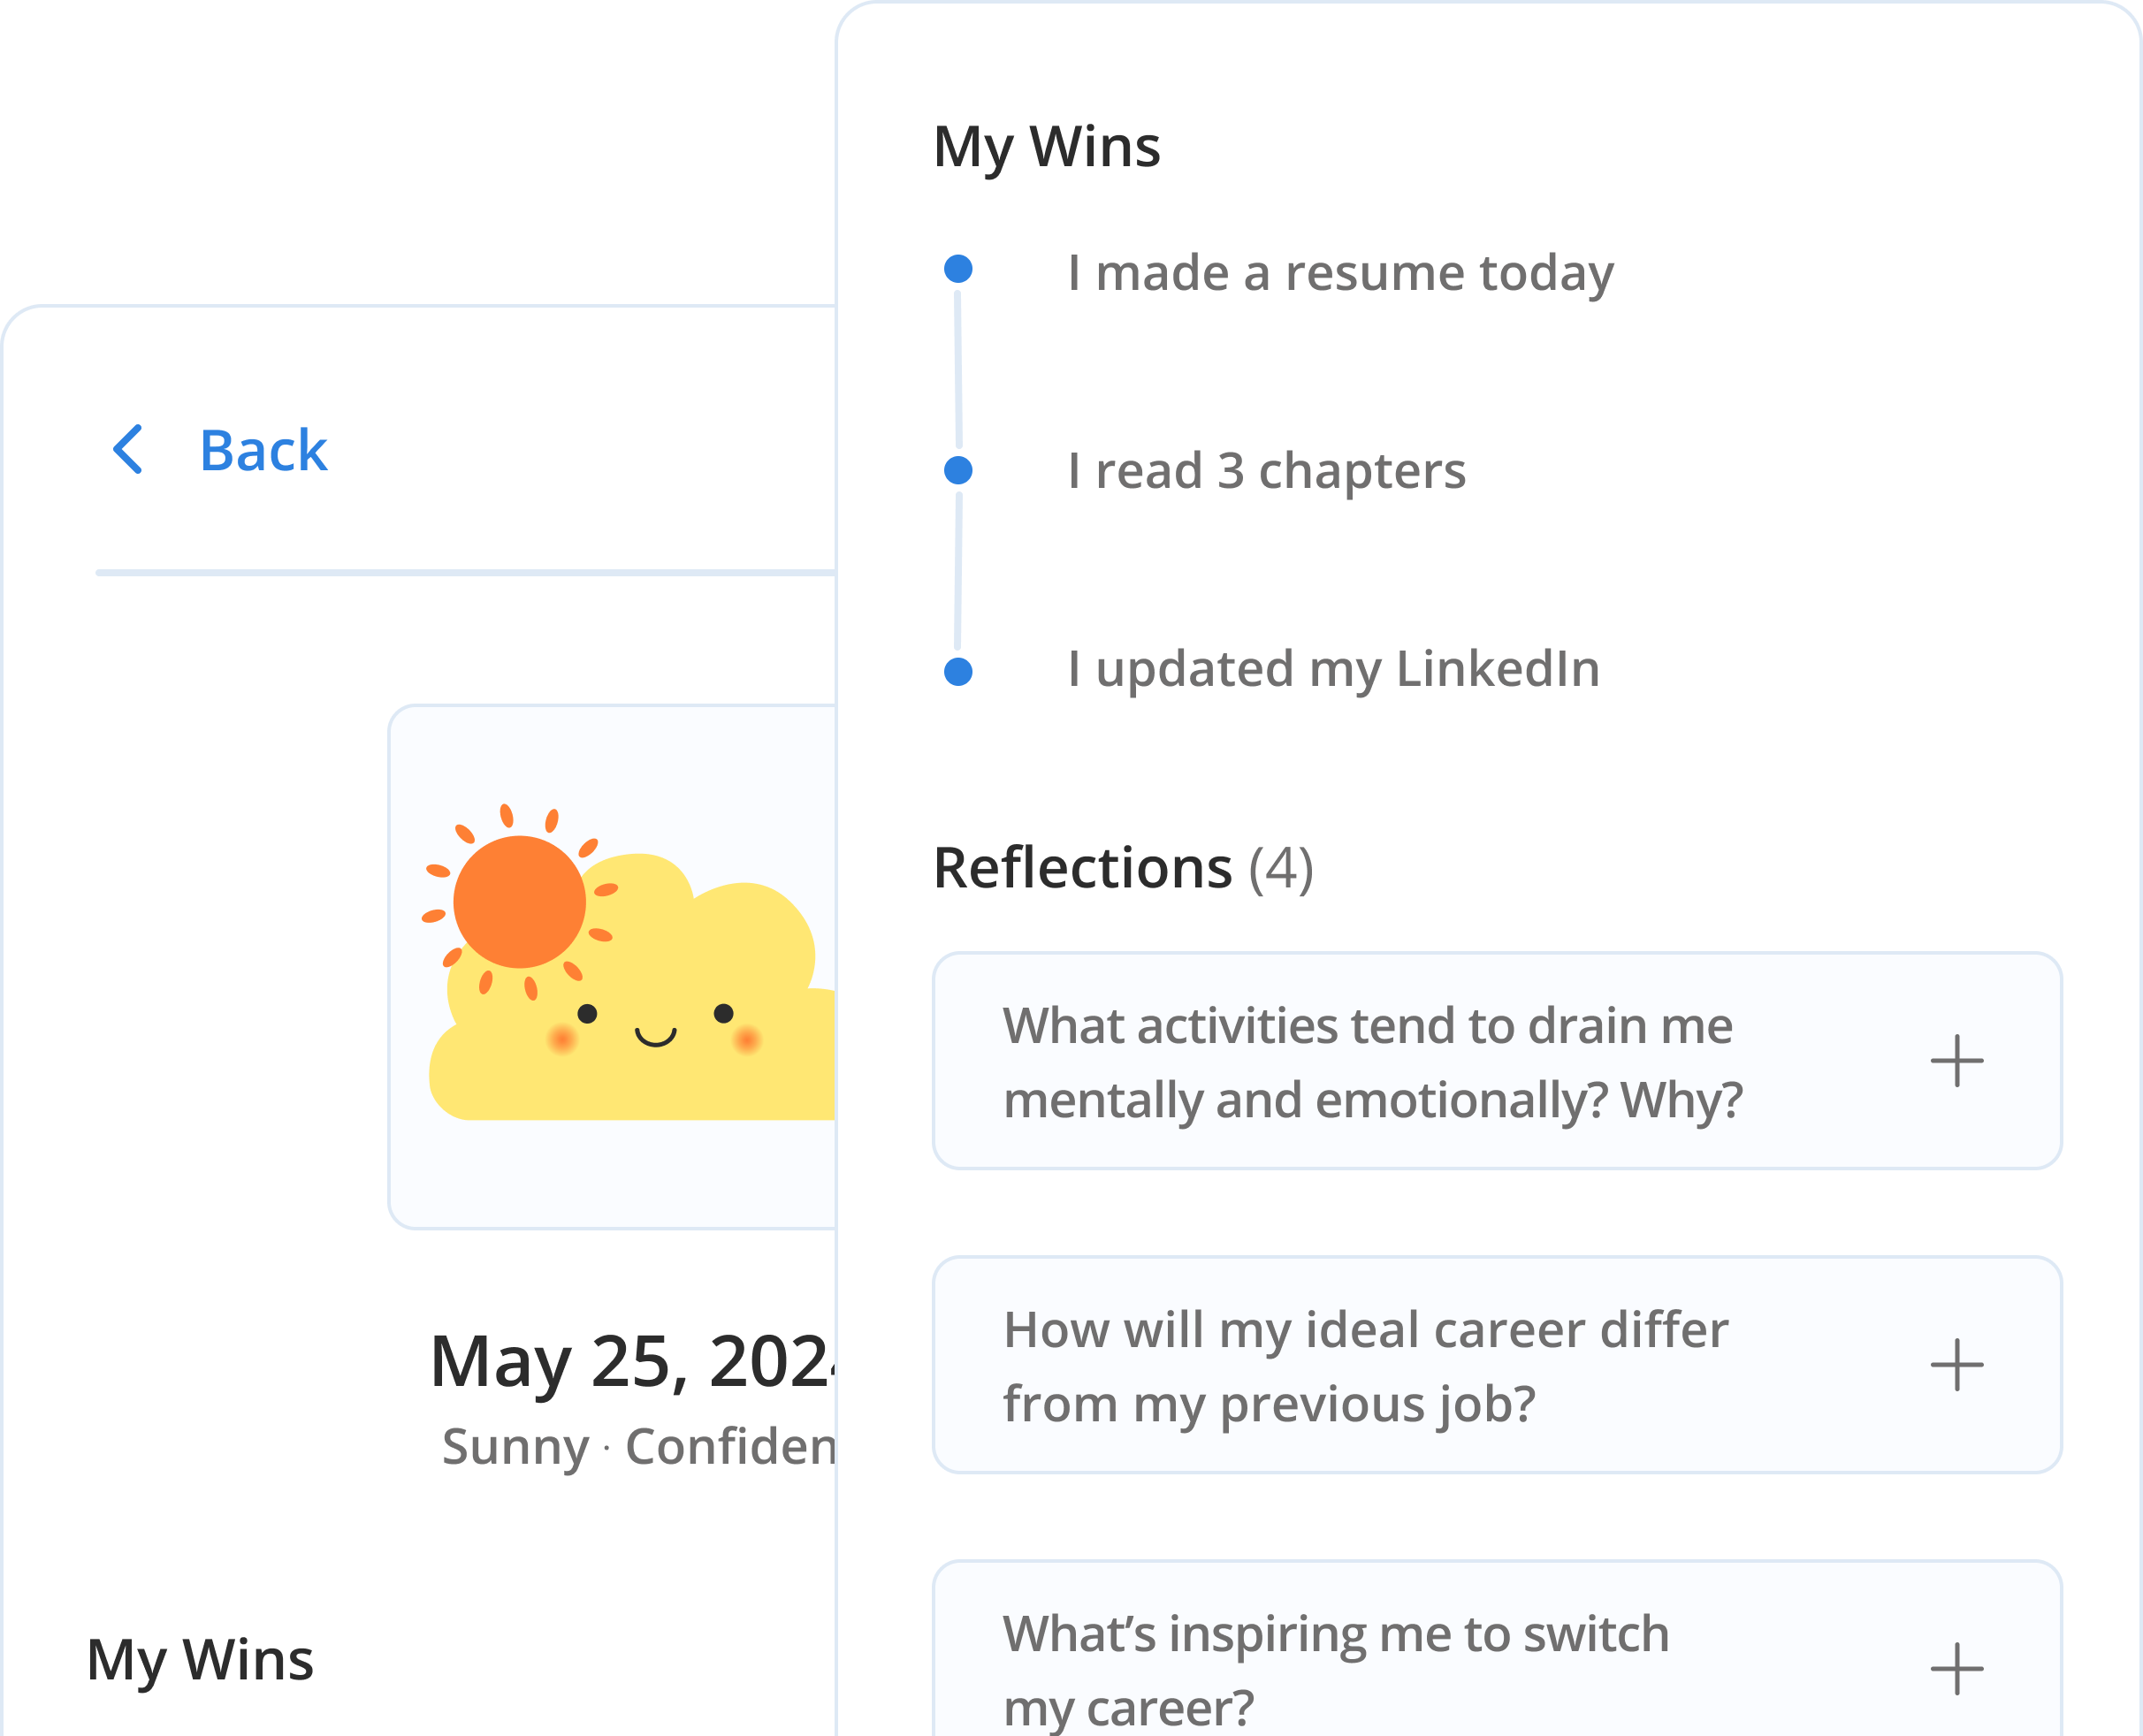 Back
May 25, 202
Sunny · Confiden
My Wins
My Wins
I made a resume today
I read 3 chapters
I updated my LinkedIn
Reflections (4)
What activities tend to drain me
mentally and emotionally? Why?
How will my ideal career differ
from my previous job?
What‘s inspiring me to switch
my career?